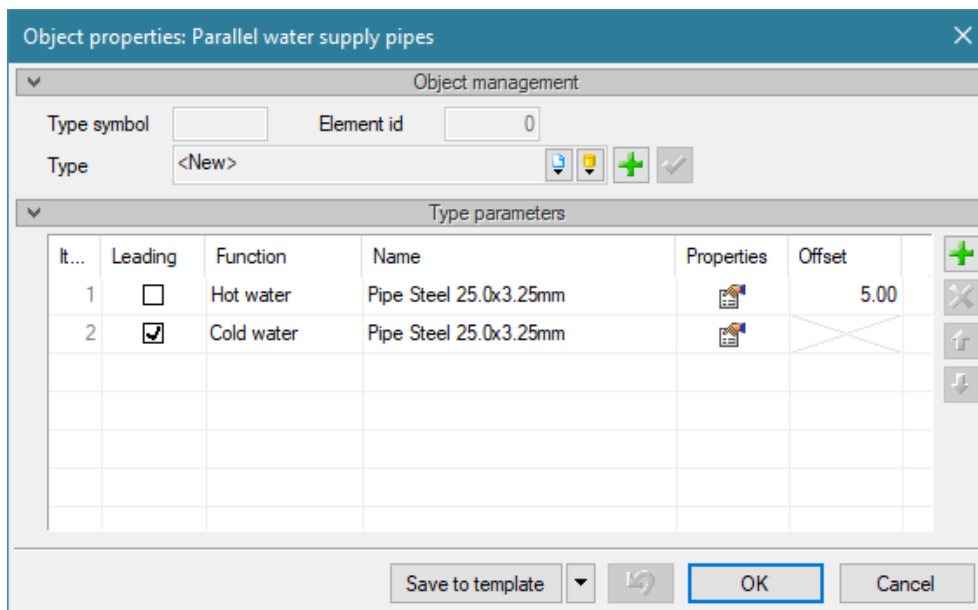 Object properties: Parallel water supply pipes
Object management
Type symbol Element id 0
Type <New>
Type parameters
It... Leading Function Name Properties Offset
1 Hot water Pipe Steel 25.0x3.25mm 5.00
2 Cold water Pipe Steel 25.0x3.25mm
Save to template OK Cancel